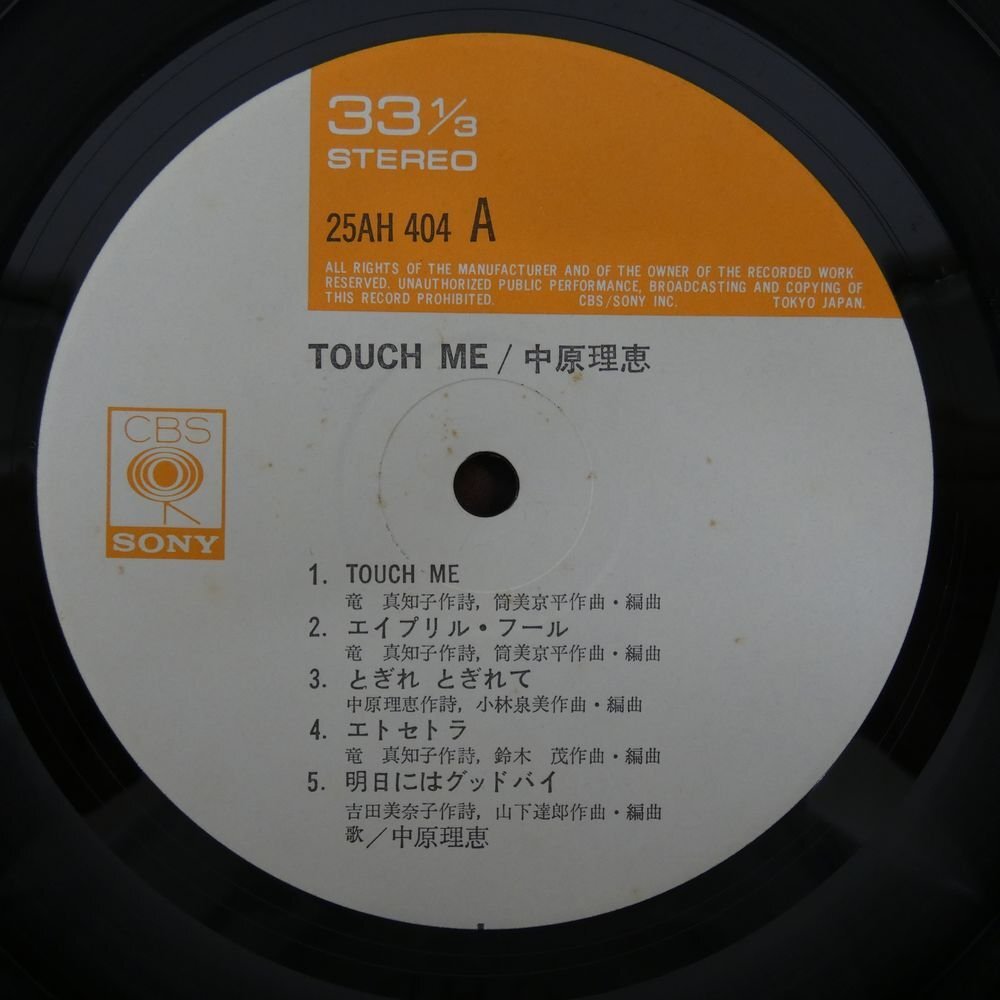 33 1/3
STEREO
25AH 404 A
ALL RIGHTS OF THE MANUFACTURER AND OF THE OWNER OF THE RECORDED WORK
RESERVED. UNAUTHORIZED PUBLIC PERFORMANCE, BROADCASTING AND COPYING OF
THIS RECORD PROHIBITED. CBS/SONY INC. TOKYO JAPAN.
TOUCH ME / 中原理恵
CBS
SONY
1. TOUCH ME
竜 真知子作詩, 筒美京平作曲・編曲
2. エイプリル・フール
竜 真知子作詩, 筒美京平作曲・編曲
3. とぎれ とぎれて
中原理恵作詩, 小林泉美作曲・編曲
4. エトセトラ
竜 真知子作詩, 鈴木 茂作曲・編曲
5. 明日にはグッドバイ
吉田美奈子作詩, 山下達郎作曲・編曲
歌/中原理恵